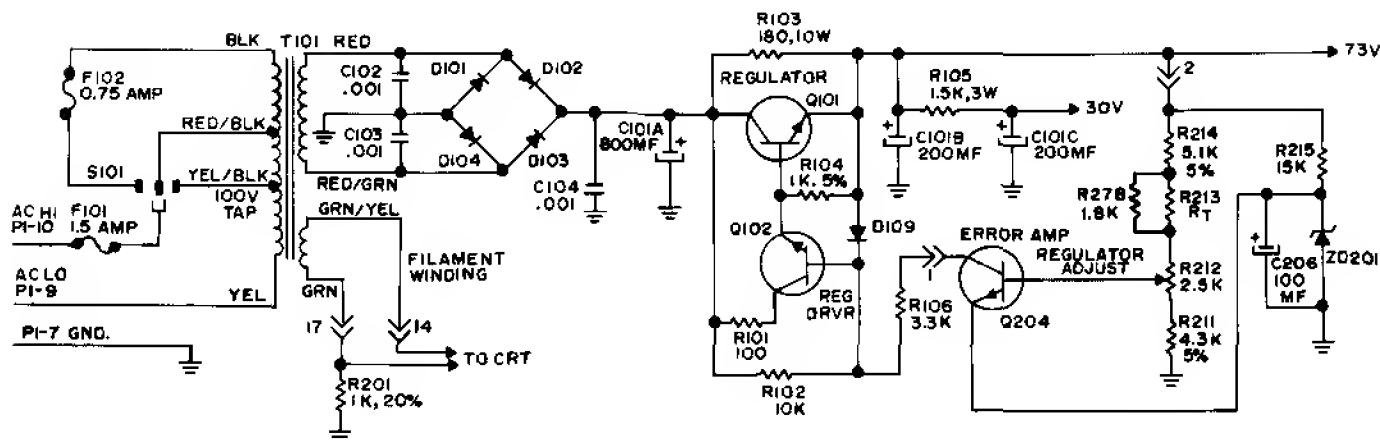 BLK
T101
RED
F102
0.75 AMP
C102
.001
D101
D102
RED/BLK
C103
.001
D104
D103
S101
YEL/BLK
100V
TAP
RED/GRN
AC HI
P1-10
F101
1.5 AMP
GRN/YEL
FILAMENT
WINDING
AC LO
P1-9
YEL
GRN
P1-7 GND.
17
14
TO CRT
R201
1K, 20%
C104
.001
C101A
800MF
R103
180,10W
REGULATOR
Q101
R104
1K, 5%
Q102
REG
DRVR
R101
100
R102
10K
D109
R105
1.5K,3W
C101B
200MF
C101C
200MF
30V
73V
2
R214
5.1K
5%
R215
15K
R278
1.8K
R213
RT
ERROR AMP
REGULATOR
ADJUST
1
R106
3.3K
Q204
R212
2.5K
R211
4.3K
5%
C206
100
MF
ZD201